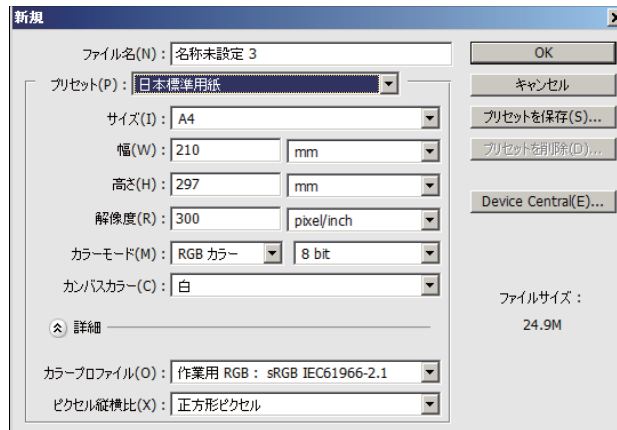 新規
ファイル名(N)： 名称未設定 3
OK
プリセット(P)： 日本標準用紙
キャンセル
サイズ(I)： A4
プリセットを保存(S)...
幅(W)： 210 mm
プリセットを削除(D)...
高さ(H)： 297 mm
Device Central(E)...
解像度(R)： 300 pixel/inch
カラーモード(M)： RGB カラー 8 bit
カンバスカラー(C)： 白
ファイルサイズ：
24.9M
詳細
カラープロファイル(O)： 作業用 RGB： sRGB IEC61966-2.1
ピクセル縦横比(X)： 正方形ピクセル